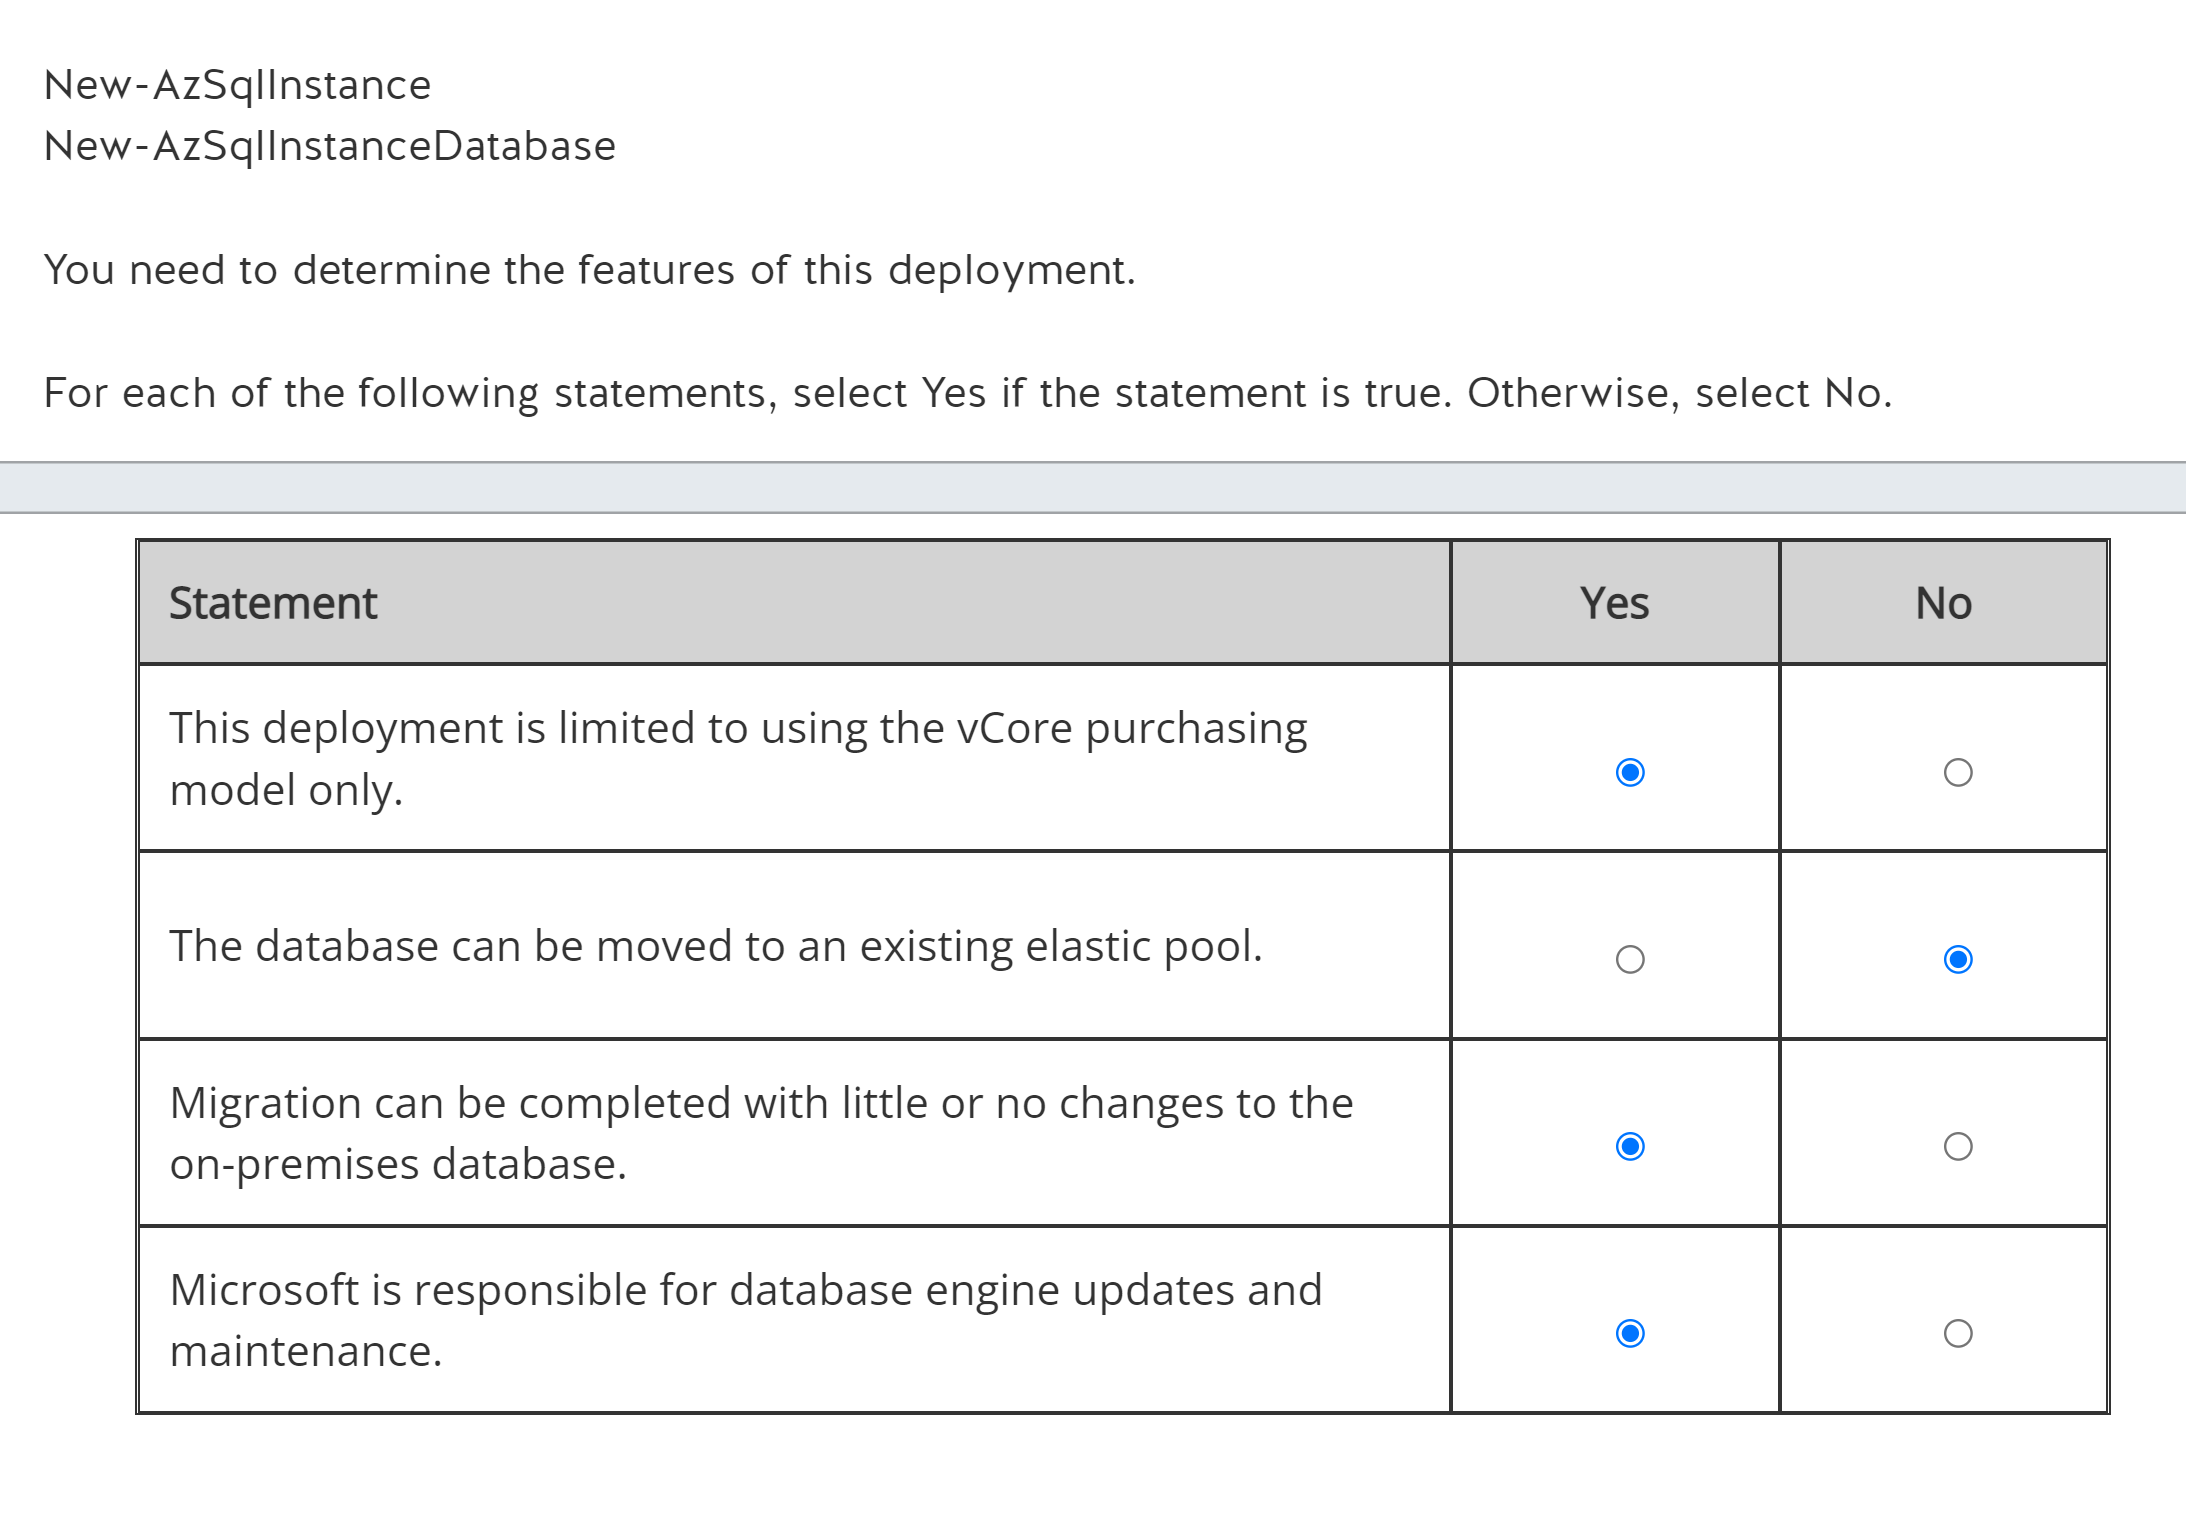 New-AzSqlInstance
New-AzSqlInstanceDatabase
You need to determine the features of this deployment.
For each of the following statements, select Yes if the statement is true. Otherwise, select No.
Statement Yes No
This deployment is limited to using the vCore purchasing
model only.
The database can be moved to an existing elastic pool.
Migration can be completed with little or no changes to the
on-premises database.
Microsoft is responsible for database engine updates and
maintenance.